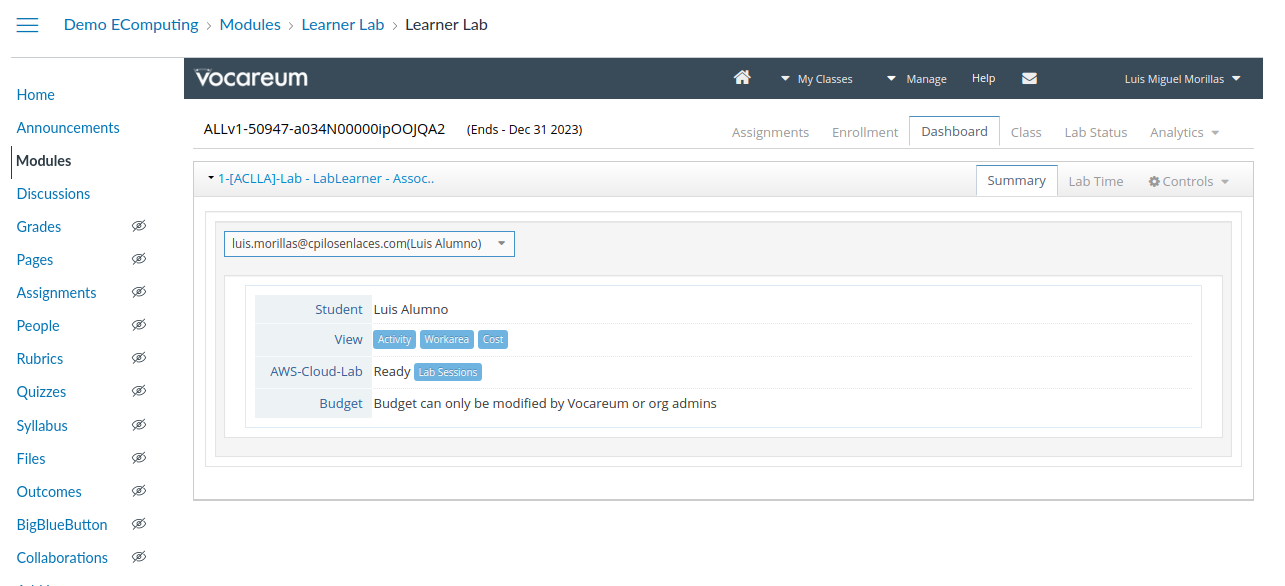 Demo EComputing > Modules > Learner Lab > Learner Lab
Vocareum
My Classes
Manage
Help
Luis Miguel Morillas
Home
Announcements
Modules
Discussions
Grades
Pages
Assignments
People
Rubrics
Quizzes
Syllabus
Files
Outcomes
BigBlueButton
Collaborations
ALLv1-50947-a034N00000ipOOJQA2 (Ends - Dec 31 2023)
Assignments Enrollment Dashboard Class Lab Status Analytics
1-[ACLLA]-Lab - LabLearner - Assoc..
Summary Lab Time Controls
luis.morillas@cpilosenlaces.com(Luis Alumno)
Student Luis Alumno
View Activity Workarea Cost
AWS-Cloud-Lab Ready Lab Sessions
Budget Budget can only be modified by Vocareum or org admins